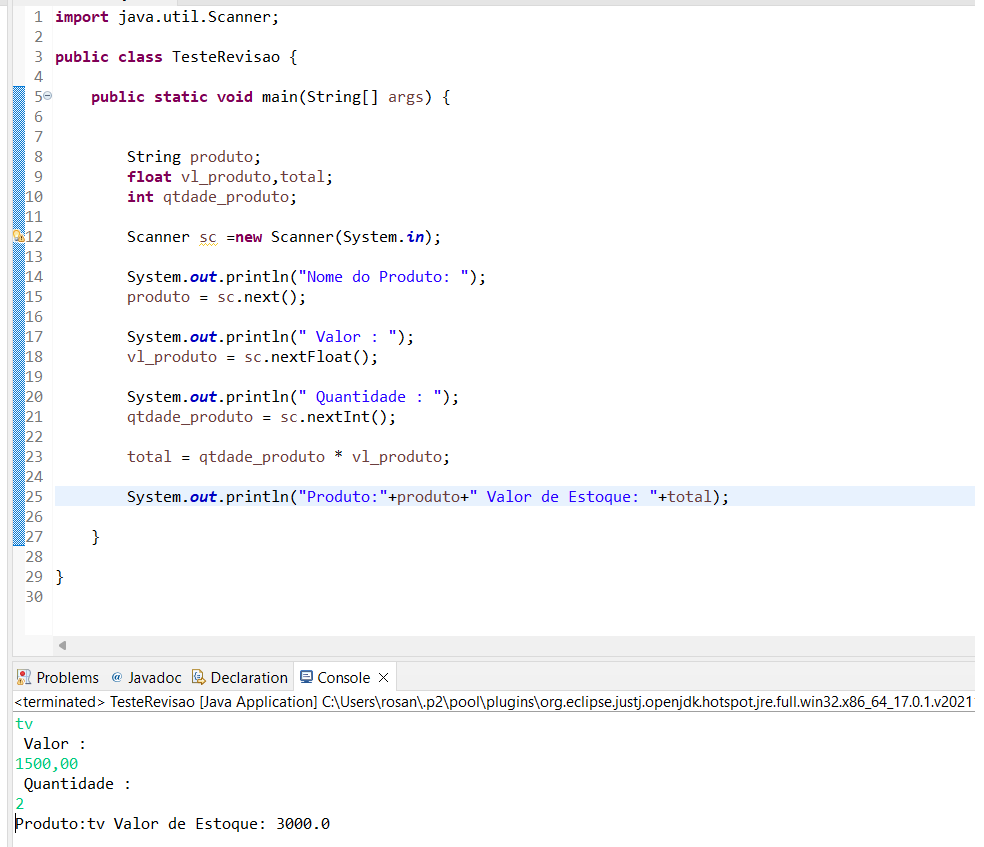 1 import java.util.Scanner;
2
3 public class TesteRevisao {
4
5 public static void main(String[] args) {
6
7
8 String produto;
9 float vl_produto,total;
10 int qtdade_produto;
11
12 Scanner sc =new Scanner(System.in);
13
14 System.out.println("Nome do Produto: ");
15 produto = sc.next();
16
17 System.out.println(" Valor : ");
18 vl_produto = sc.nextFloat();
19
20 System.out.println(" Quantidade : ");
21 qtdade_produto = sc.nextInt();
22
23 total = qtdade_produto * vl_produto;
24
25 System.out.println("Produto:"+produto+" Valor de Estoque: "+total);
26
27 }
28
29 }
30
Problems @ Javadoc Declaration Console
<terminated> TesteRevisao [Java Application] C:\Users\rosan\.p2\pool\plugins\org.eclipse.justj.openjdk.hotspot.jre.full.win32.x86_64_17.0.1.v2021
tv
Valor :
1500,00
Quantidade :
2
Produto:tv Valor de Estoque: 3000.0